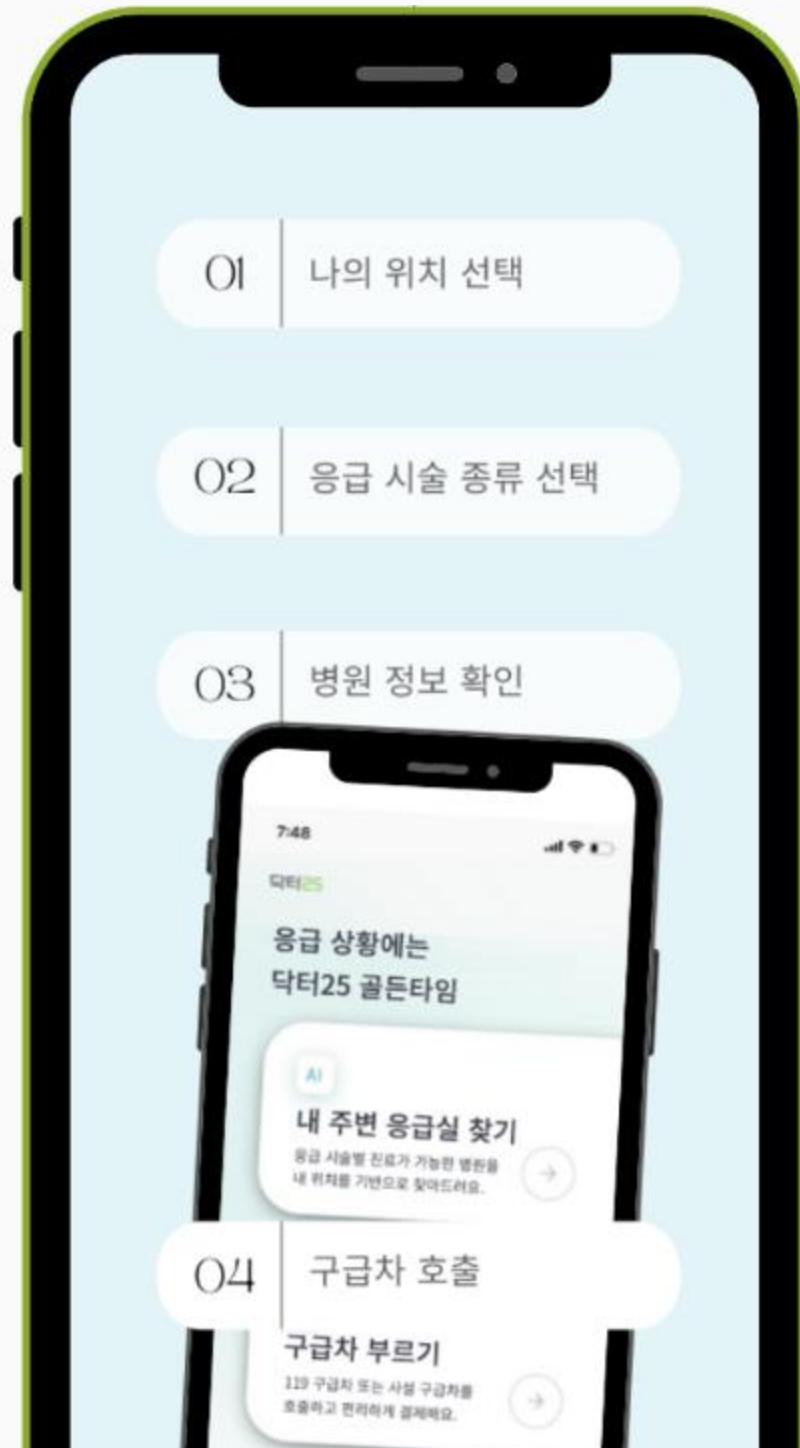 01 나의 위치 선택
02 응급 시술 종류 선택
03 병원 정보 확인
7:48
닥터25
응급 상황에는
닥터25 골든타임
AI
내 주변 응급실 찾기
응급 시술별 진료가 가능한 병원을
내 위치를 기반으로 찾아드려요.
04 구급차 호출
구급차 부르기
119 구급차 또는 사설 구급차를
호출하고 편리하게 결제해요.